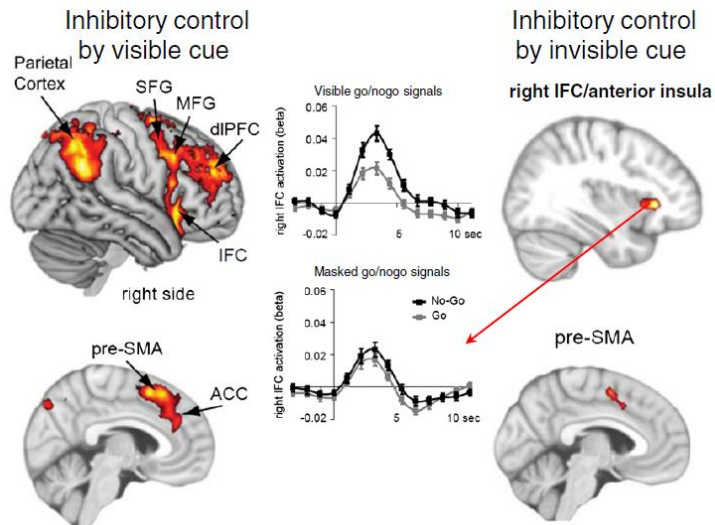 Inhibitory control
by visible cue
Parietal
Cortex
SFG
MFG
dlPFC
IFC
right side
pre-SMA
ACC
Visible go/nogo signals
right IFC activation (beta)
0.06
0.04
0.02
-0.02
5
10 sec
Masked go/nogo signals
right IFC activation (beta)
0.06
0.04
0.02
-0.02
5
10 sec
No-Go
Go
Inhibitory control
by invisible cue
right IFC/anterior insula
pre-SMA